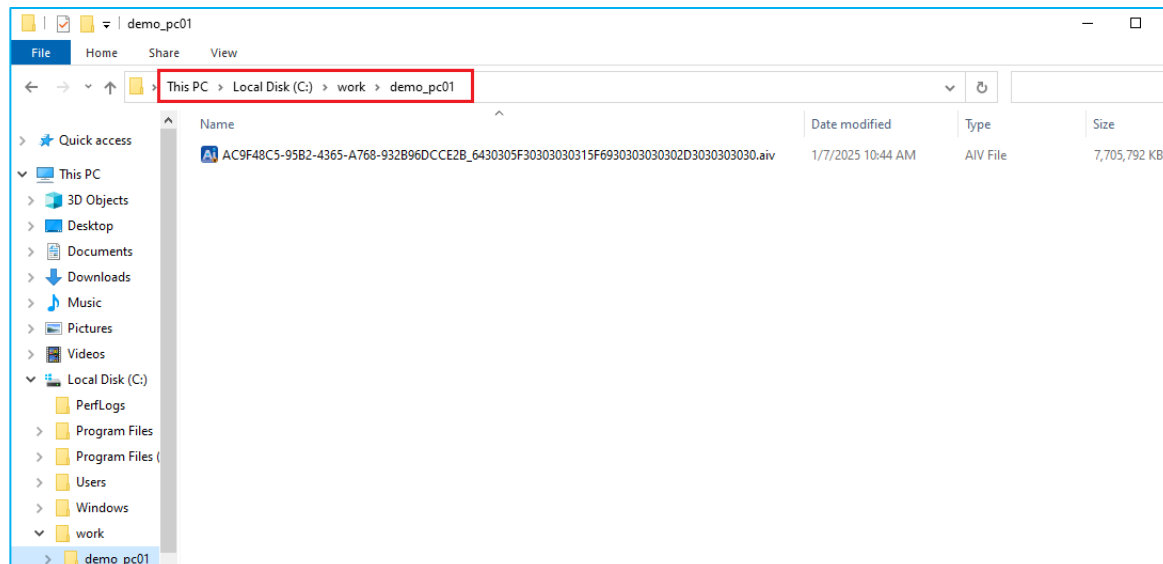 demo_pc01
File Home Share View
This PC > Local Disk (C:) > work > demo_pc01
Name Date modified Type Size
Quick access
AC9F48C5-95B2-4365-A768-932B96DCCE2B_6430305F30303030315F6930303030302D3030303030.aiv 1/7/2025 10:44 AM AIV File 7,705,792 KB
This PC
3D Objects
Desktop
Documents
Downloads
Music
Pictures
Videos
Local Disk (C:)
PerfLogs
Program Files
Program Files (
Users
Windows
work
demo_pc01